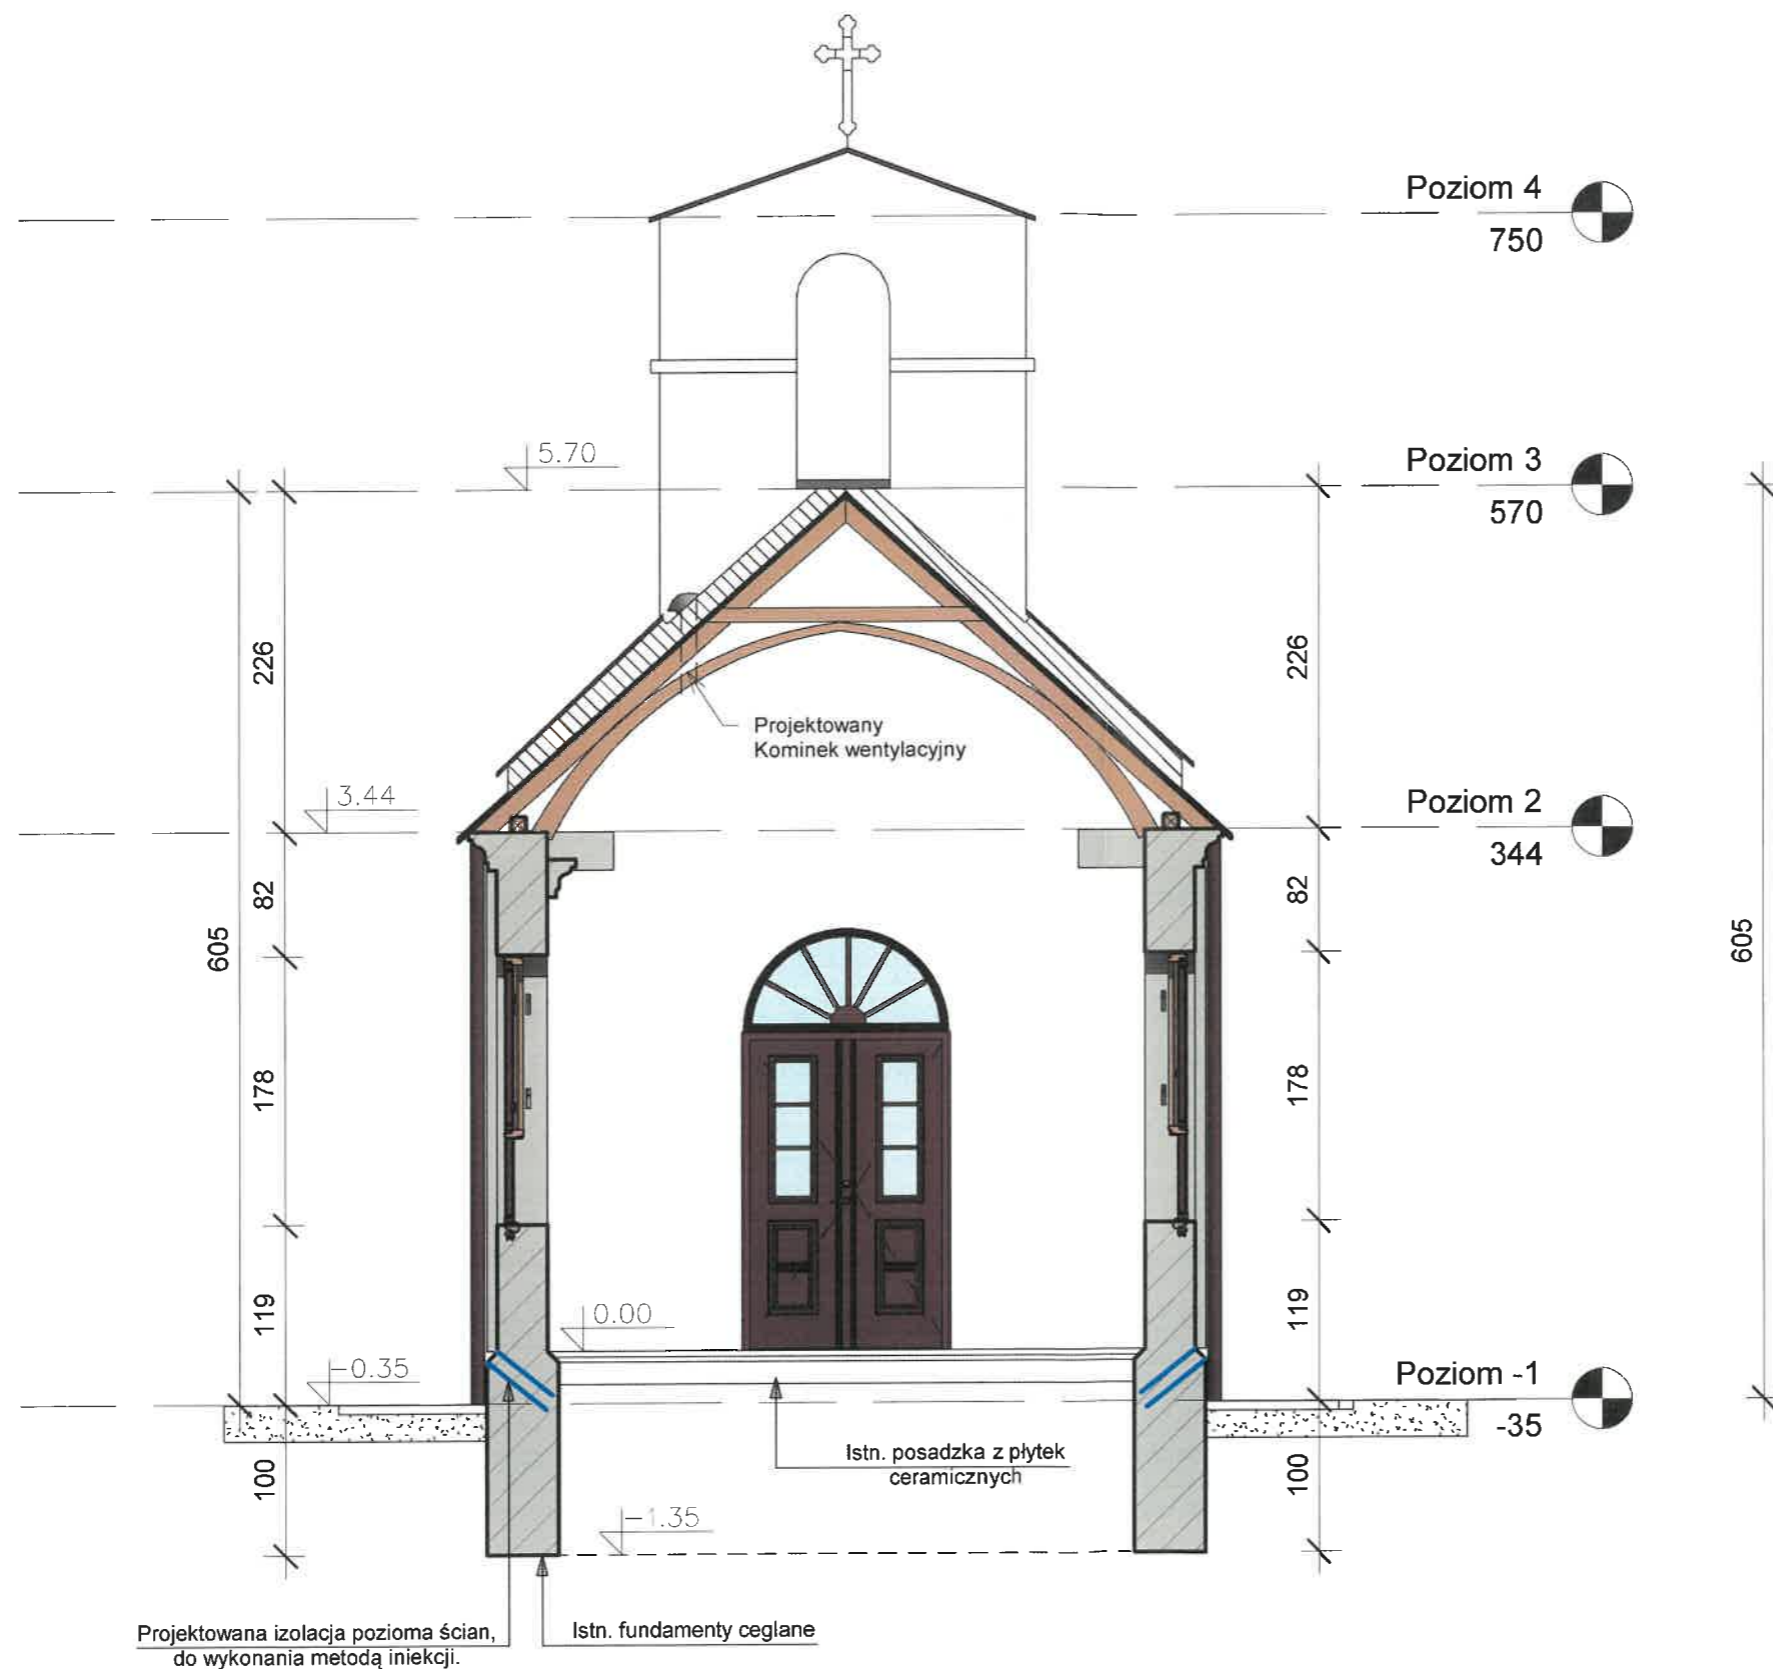 Poziom 4
750
5.70
Poziom 3
570
226
226
Projektowany
Kominek wentylacyjny
3.44
Poziom 2
344
82
82
605
605
178
178
0.00
119
119
-0.35
Poziom -1
-35
Istn. posadzka z płytek
ceramicznych
100
100
-1.35
Projektowana izolacja pozioma ścian,
do wykonania metodą iniekcji.
Istn. fundamenty ceglane